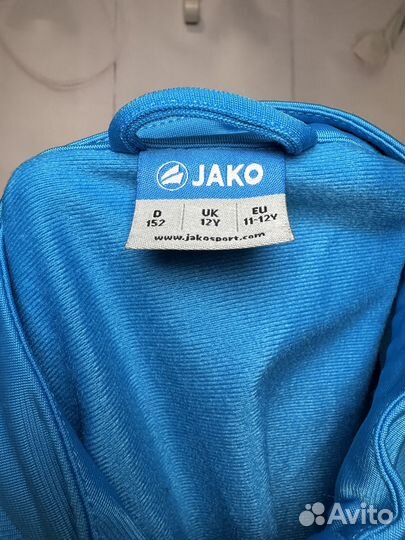 JAKO
D UK EU
152 12Y 11-12Y
www.jakosport.com
Avito